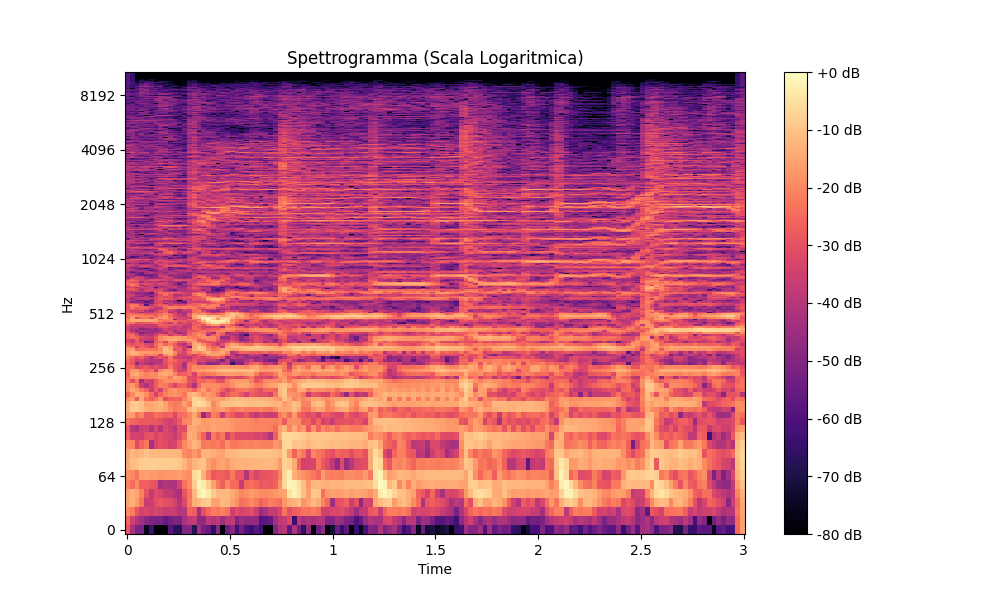 Spettrogramma (Scala Logaritmica)
Hz
8192
4096
2048
1024
512
256
128
64
0
0
0.5
1
1.5
2
2.5
3
Time
+0 dB
-10 dB
-20 dB
-30 dB
-40 dB
-50 dB
-60 dB
-70 dB
-80 dB